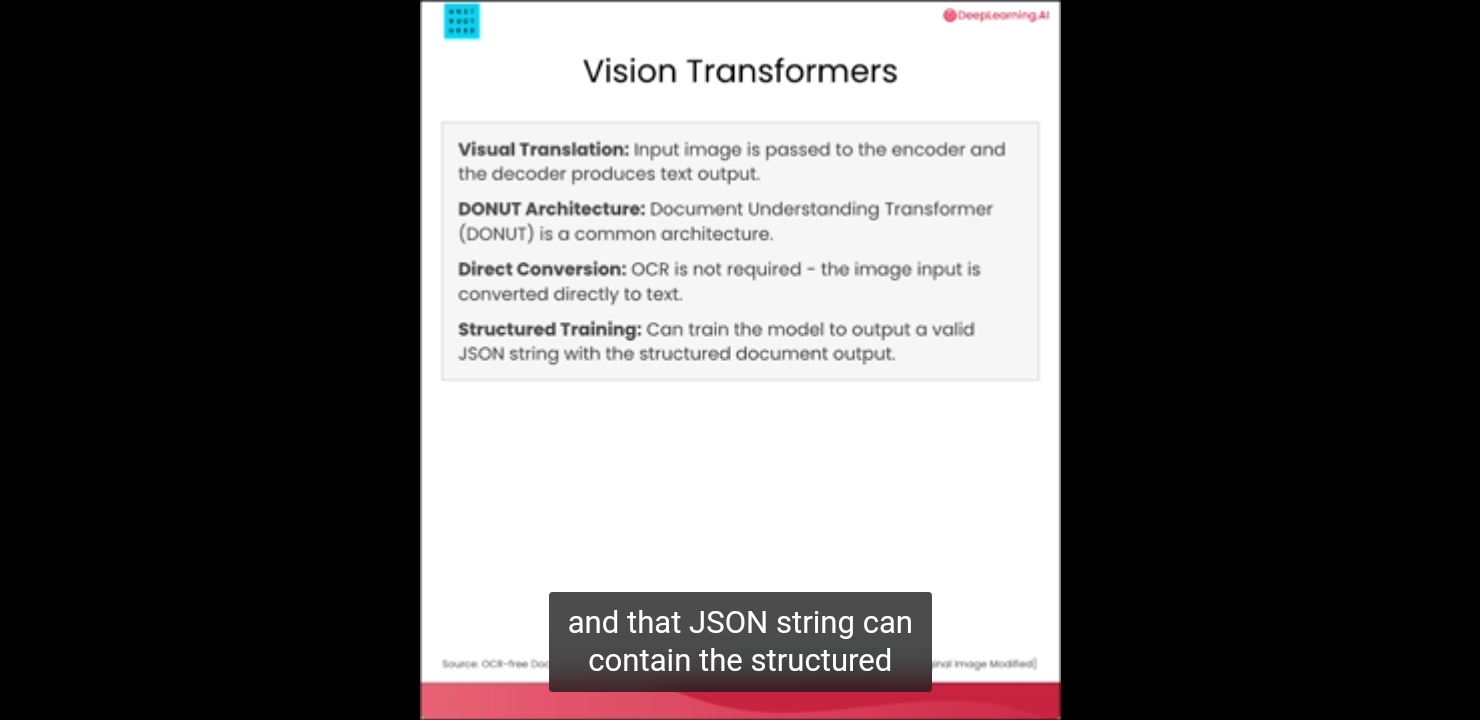 UNST
RUCT
URED
DeepLearning.AI
Vision Transformers
Visual Translation: Input image is passed to the encoder and
the decoder produces text output.
DONUT Architecture: Document Understanding Transformer
(DONUT) is a common architecture.
Direct Conversion: OCR is not required - the image input is
converted directly to text.
Structured Training: Can train the model to output a valid
JSON string with the structured document output.
and that JSON string can
contain the structured
Source: OCR-free Image Modified]